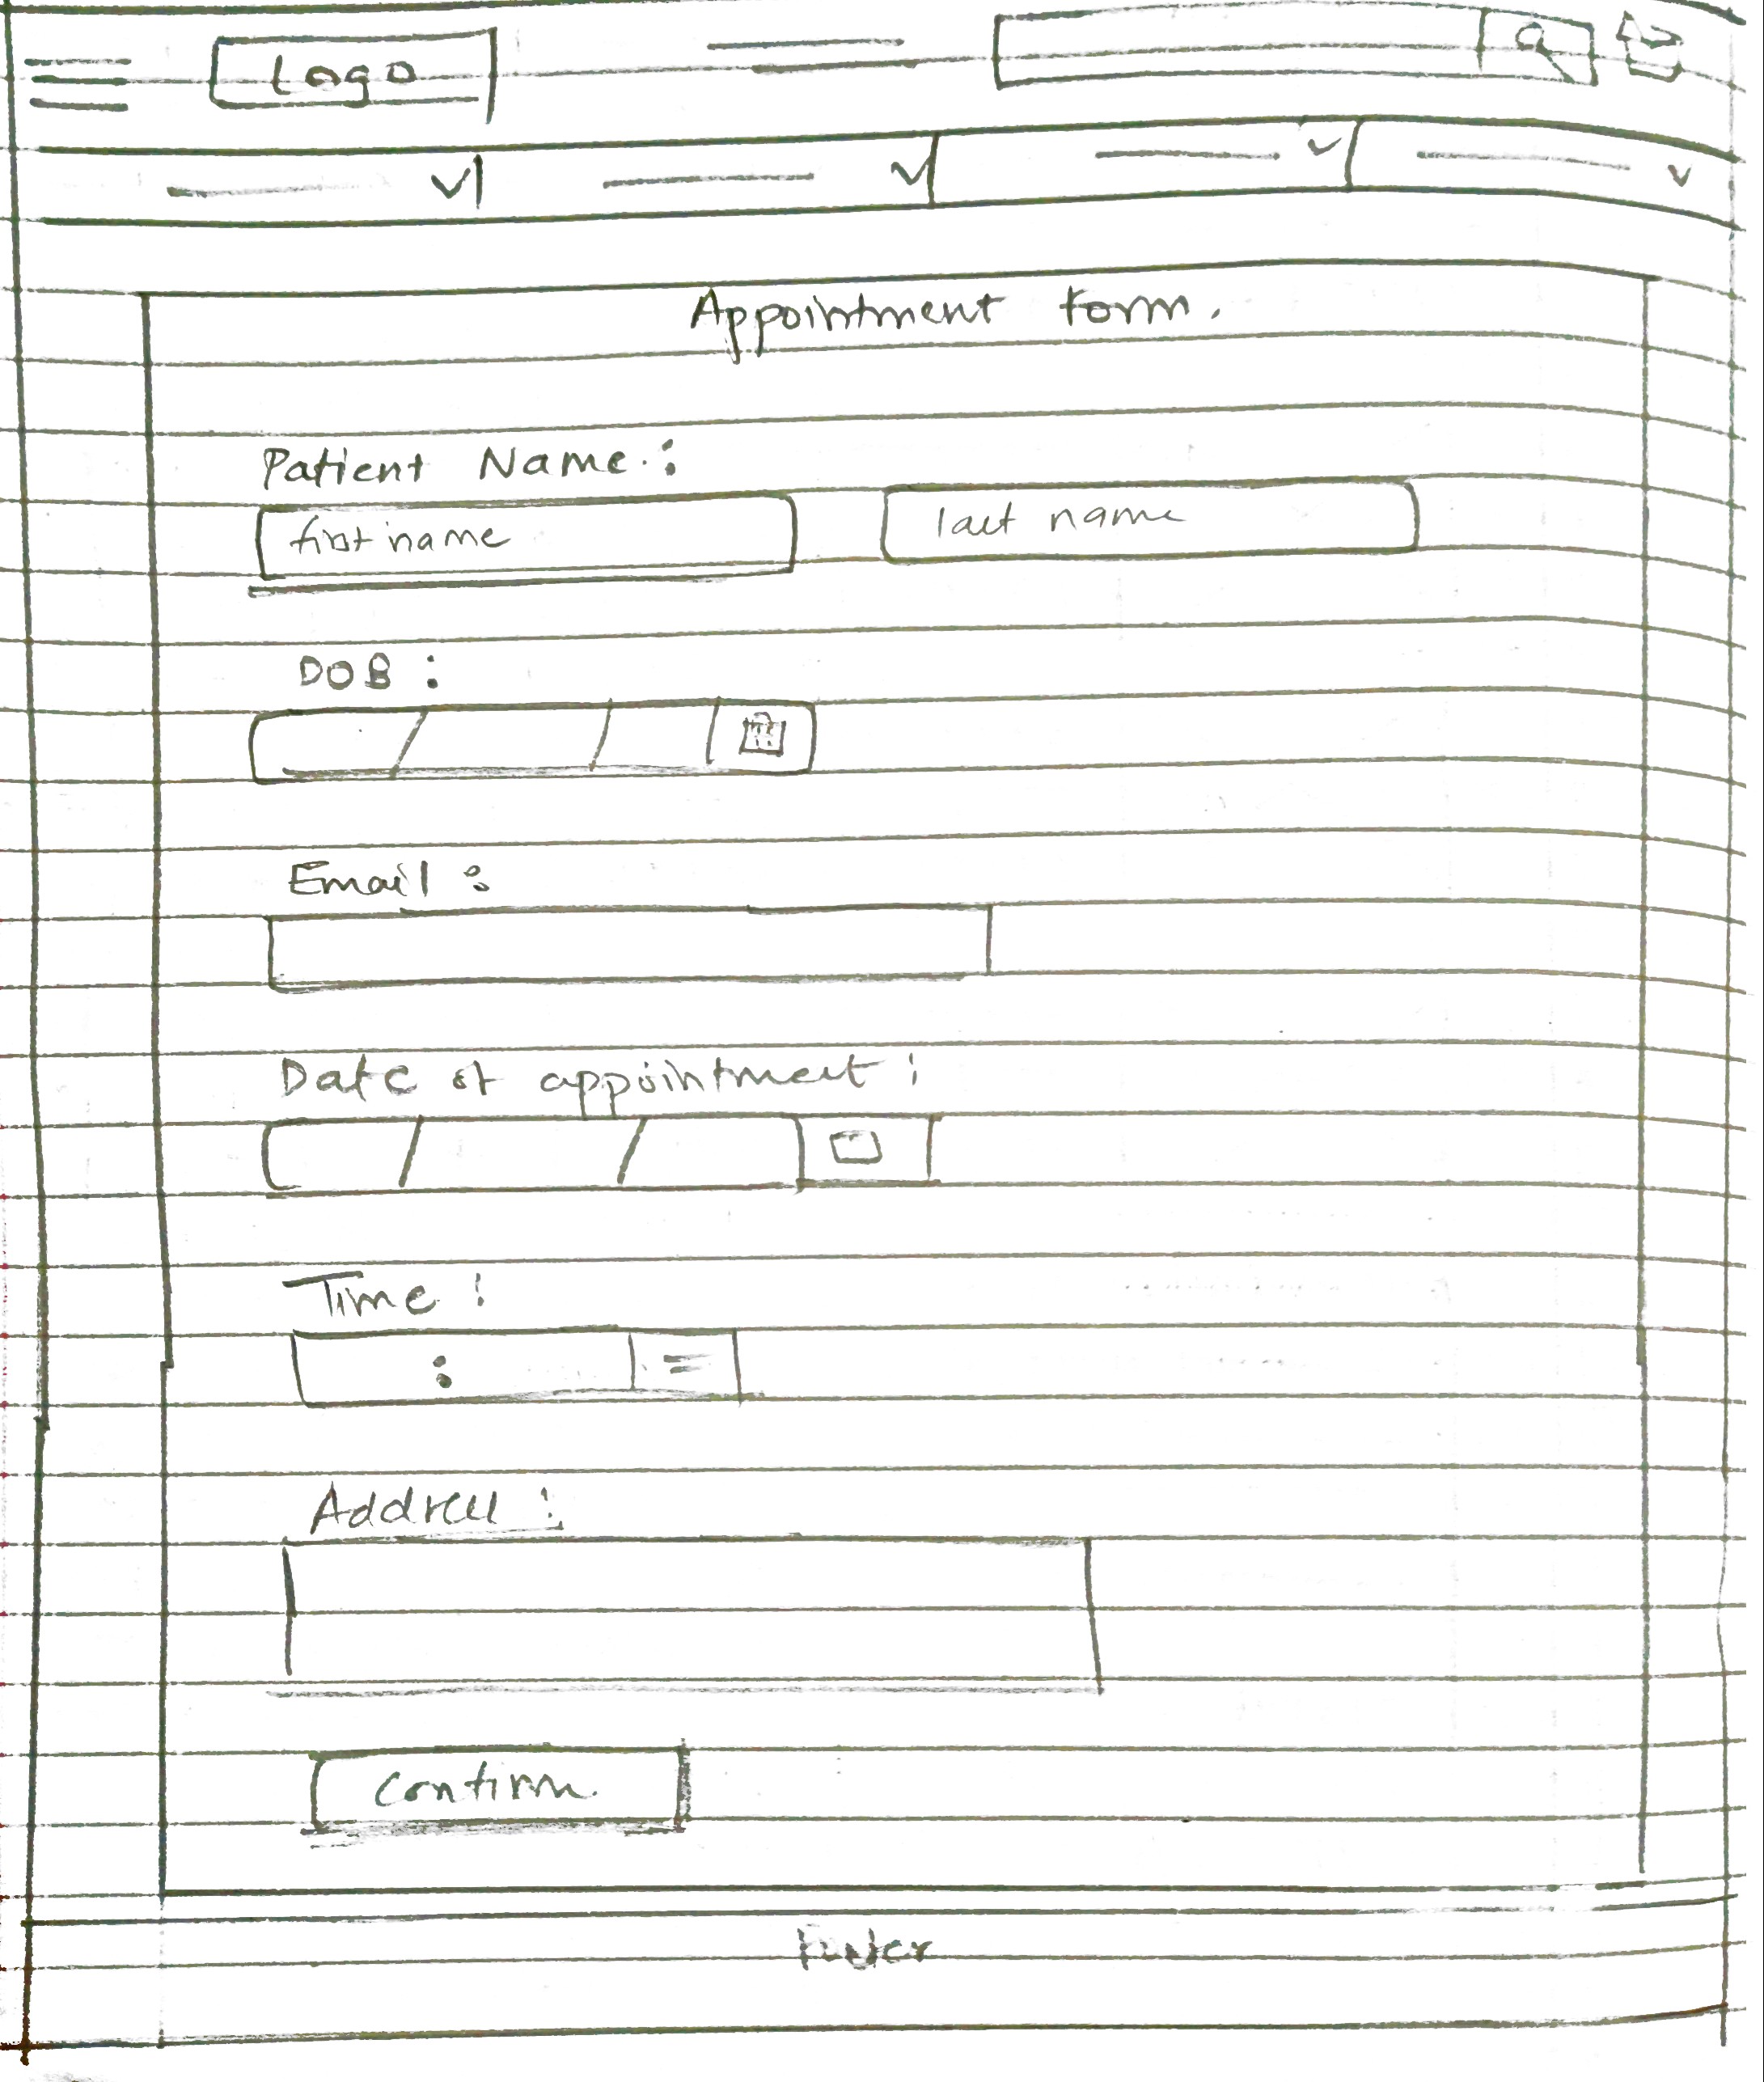 Logo
Appointment form.
Patient Name :
first name
last name
DOB :
Email :
Date of appointment :
Time :
Address :
Confirm
Footer